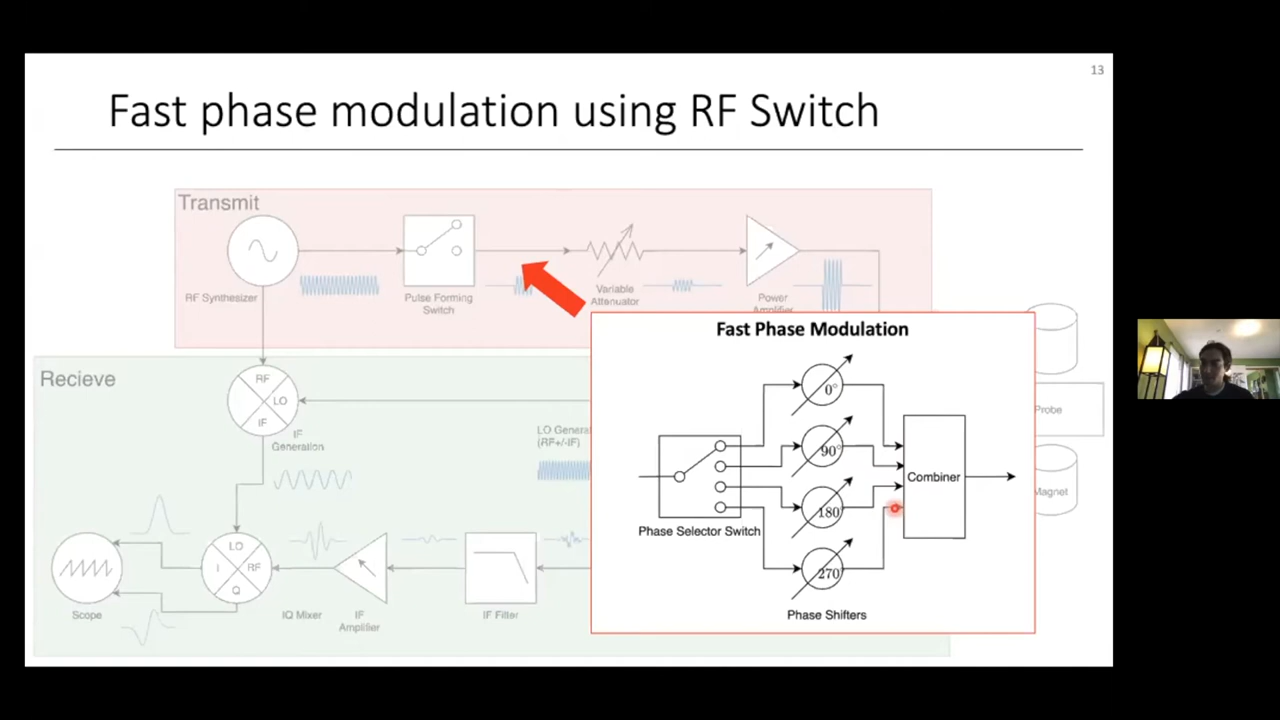 13
Fast phase modulation using RF Switch
Transmit
RF Synthesizer
Pulse Forming
Switch
Variable
Attenuator
Power
Amplifier
Recieve
RF
LO
IF
IF
Generation
LO Genera
(RF+/-IF)
Fast Phase Modulation
0°
90°
180°
270°
Phase Selector Switch
Combiner
Phase Shifters
Probe
Magnet
Scope
LO
I
RF
Q
IQ Mixer
IF
Amplifier
IF Filter